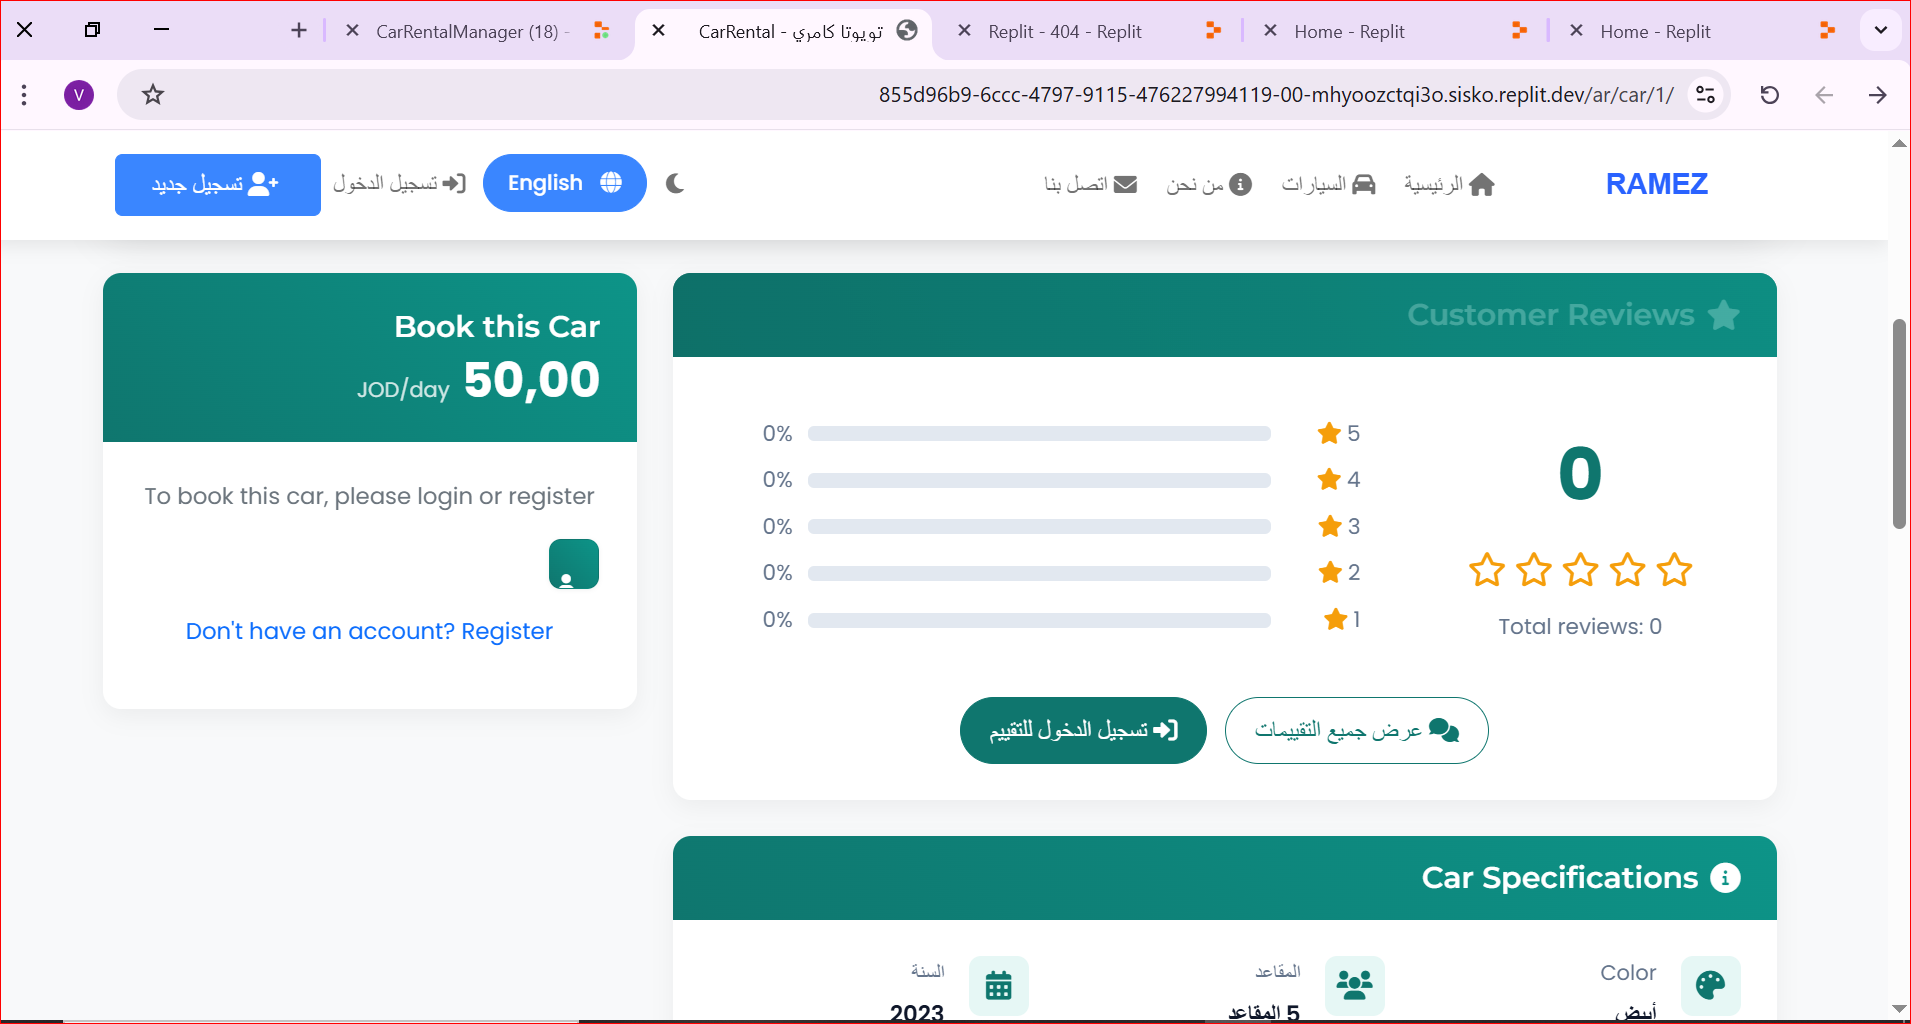 CarRentalManager (18) -
تويوتا كامري - CarRental
Replit - 404 - Replit
Home - Replit
Home - Replit
V
855d96b9-6ccc-4797-9115-476227994119-00-mhyoozctqi3o.sisko.replit.dev/ar/car/1/
RAMEZ
الرئيسية
السيارات
من نحن
اتصل بنا
English
تسجيل الدخول
تسجيل جديد
Customer Reviews
0
Total reviews: 0
5 0%
4 0%
3 0%
2 0%
1 0%
عرض جميع التقييمات
تسجيل الدخول للتقييم
Book this Car
50,00 JOD/day
To book this car, please login or register
Don't have an account? Register
Car Specifications
Color
أبيض
المقاعد
5 المقاعد
السنة
2023